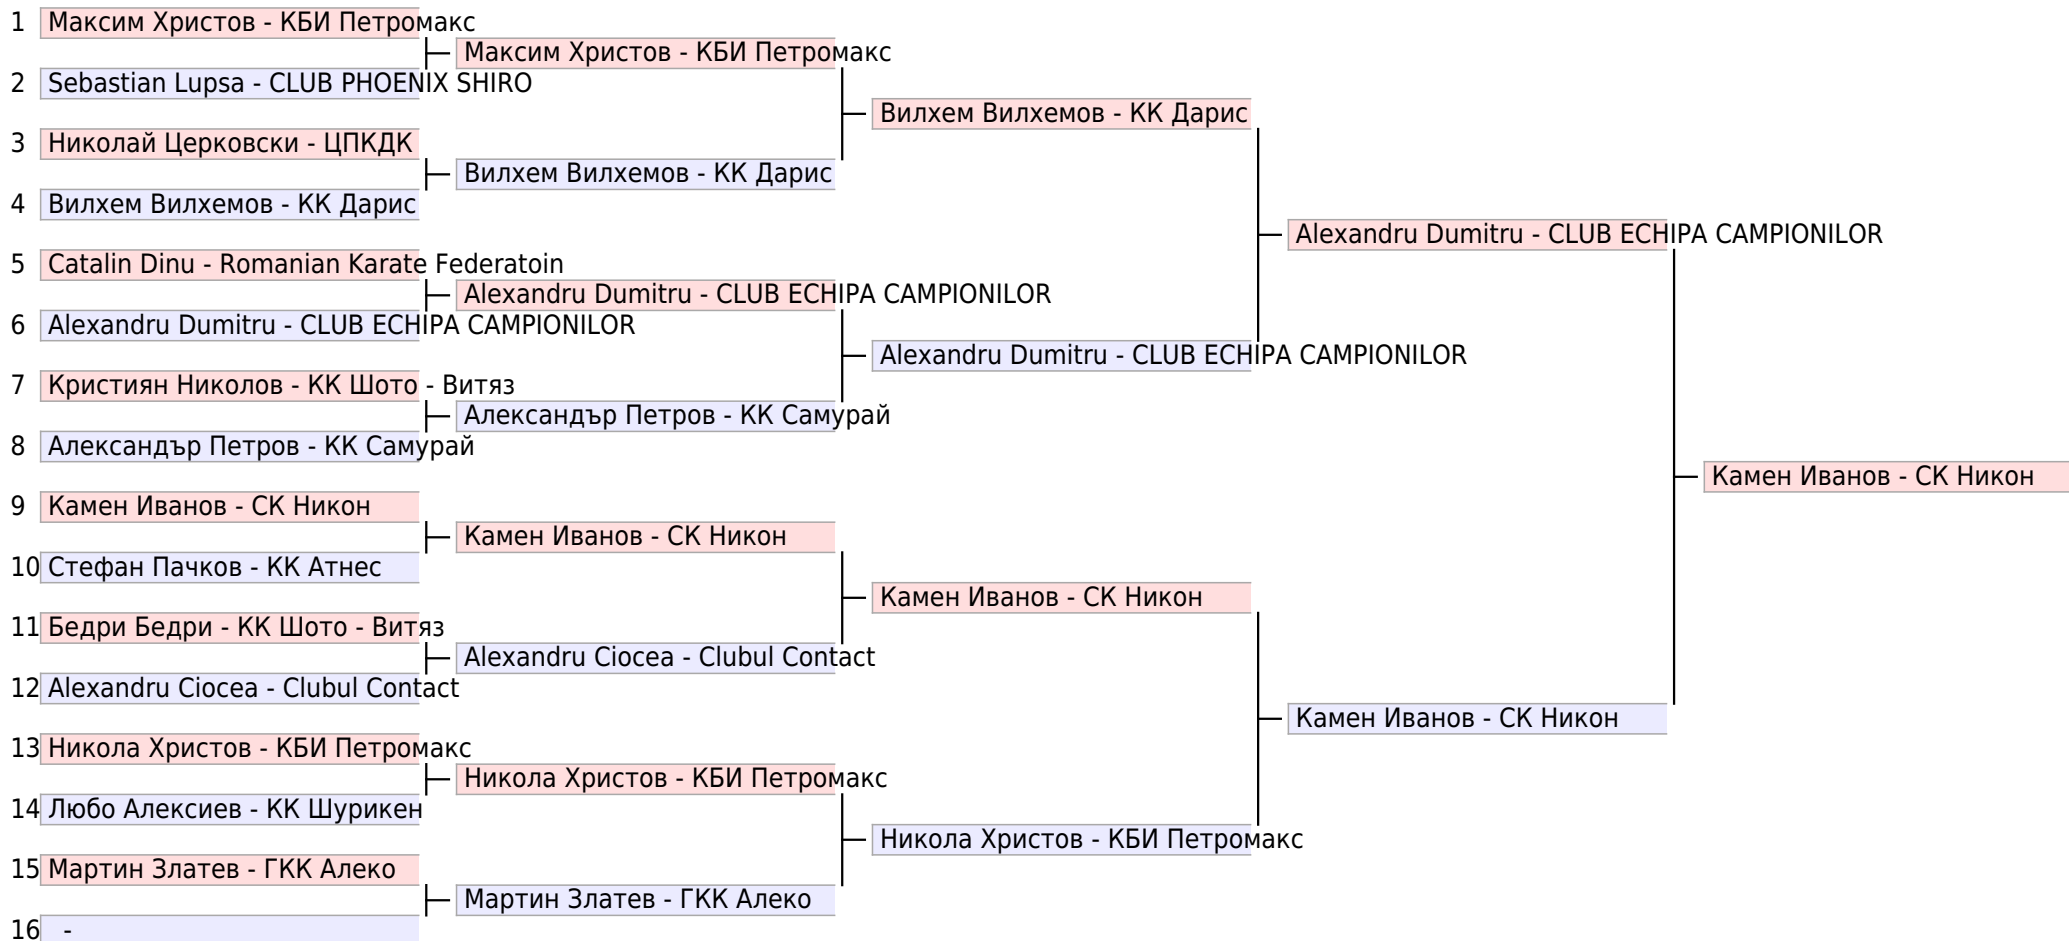 1 Максим Христов - КБИ Петромакс
Максим Христов - КБИ Петромакс
2 Sebastian Lupsa - CLUB PHOENIX SHIRO
Вилхем Вилхемов - КК Дарис
3 Николай Церковски - ЦПКДК
Вилхем Вилхемов - КК Дарис
4 Вилхем Вилхемов - КК Дарис
Alexandru Dumitru - CLUB ECHIPA CAMPIONILOR
5 Catalin Dinu - Romanian Karate Federatoin
Alexandru Dumitru - CLUB ECHIPA CAMPIONILOR
6 Alexandru Dumitru - CLUB ECHIPA CAMPIONILOR
Alexandru Dumitru - CLUB ECHIPA CAMPIONILOR
7 Кристиян Николов - КК Шото - Витяз
Александър Петров - КК Самурай
8 Александър Петров - КК Самурай
Камен Иванов - СК Никон
9 Камен Иванов - СК Никон
Камен Иванов - СК Никон
10 Стефан Пачков - КК Атнес
Камен Иванов - СК Никон
11 Бедри Бедри - КК Шото - Витяз
Alexandru Ciocea - Clubul Contact
12 Alexandru Ciocea - Clubul Contact
Камен Иванов - СК Никон
13 Никола Христов - КБИ Петромакс
Никола Христов - КБИ Петромакс
14 Любо Алексиев - КК Шурикен
Никола Христов - КБИ Петромакс
15 Мартин Златев - ГКК Алеко
Мартин Златев - ГКК Алеко
16 -